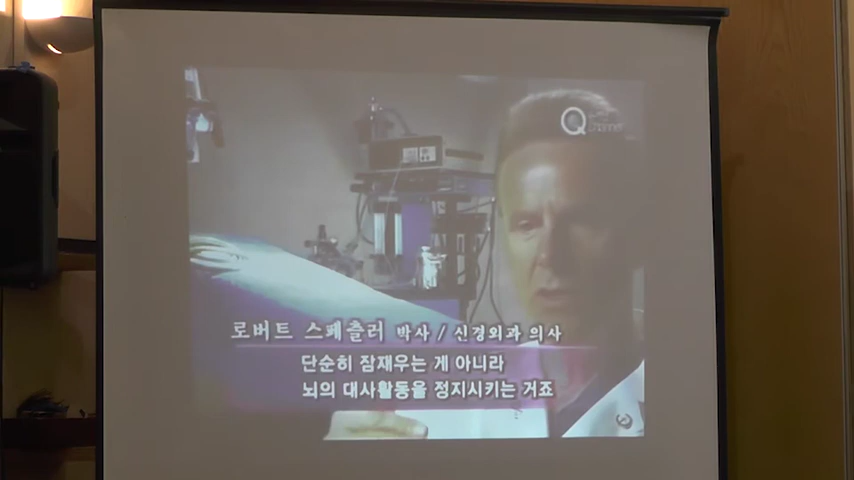 Q
로버트 스페츨러 박사 / 신경외과 의사
단순히 잠재우는 게 아니라
뇌의 대사활동을 정지시키는 거죠